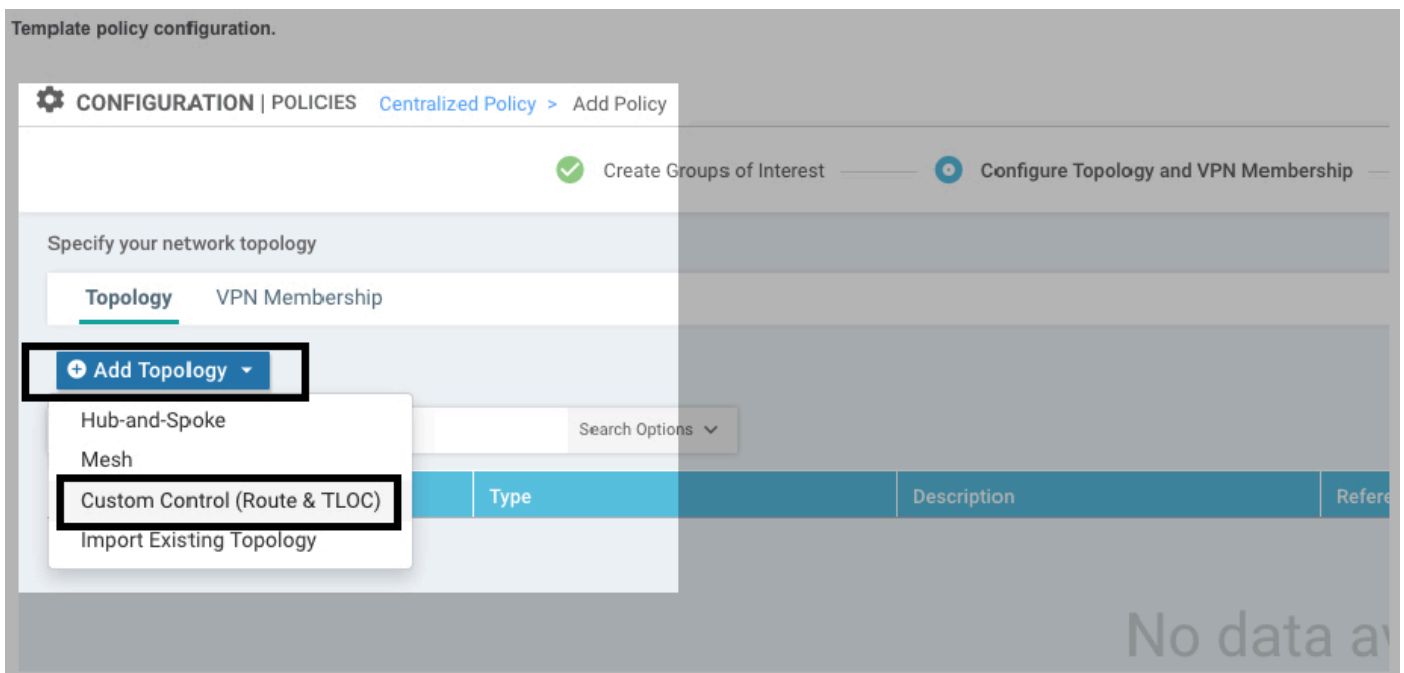 Template policy configuration.
CONFIGURATION | POLICIES Centralized Policy > Add Policy
Create Groups of Interest Configure Topology and VPN Membership
Specify your network topology
Topology VPN Membership
Add Topology
Hub-and-Spoke
Search Options
Mesh
Custom Control (Route & TLOC) Type Description Refere
Import Existing Topology
No data av